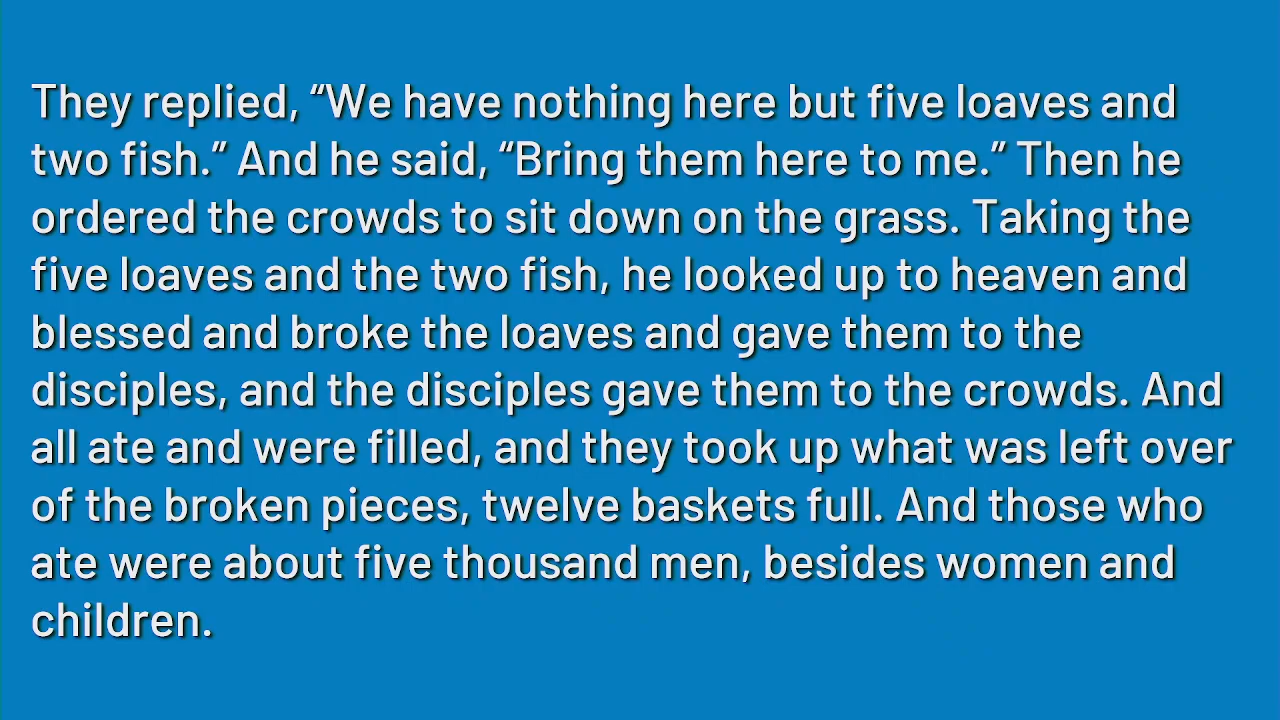 They replied, “We have nothing here but five loaves and
two fish.” And he said, “Bring them here to me.” Then he
ordered the crowds to sit down on the grass. Taking the
five loaves and the two fish, he looked up to heaven and
blessed and broke the loaves and gave them to the
disciples, and the disciples gave them to the crowds. And
all ate and were filled, and they took up what was left over
of the broken pieces, twelve baskets full. And those who
ate were about five thousand men, besides women and
children.